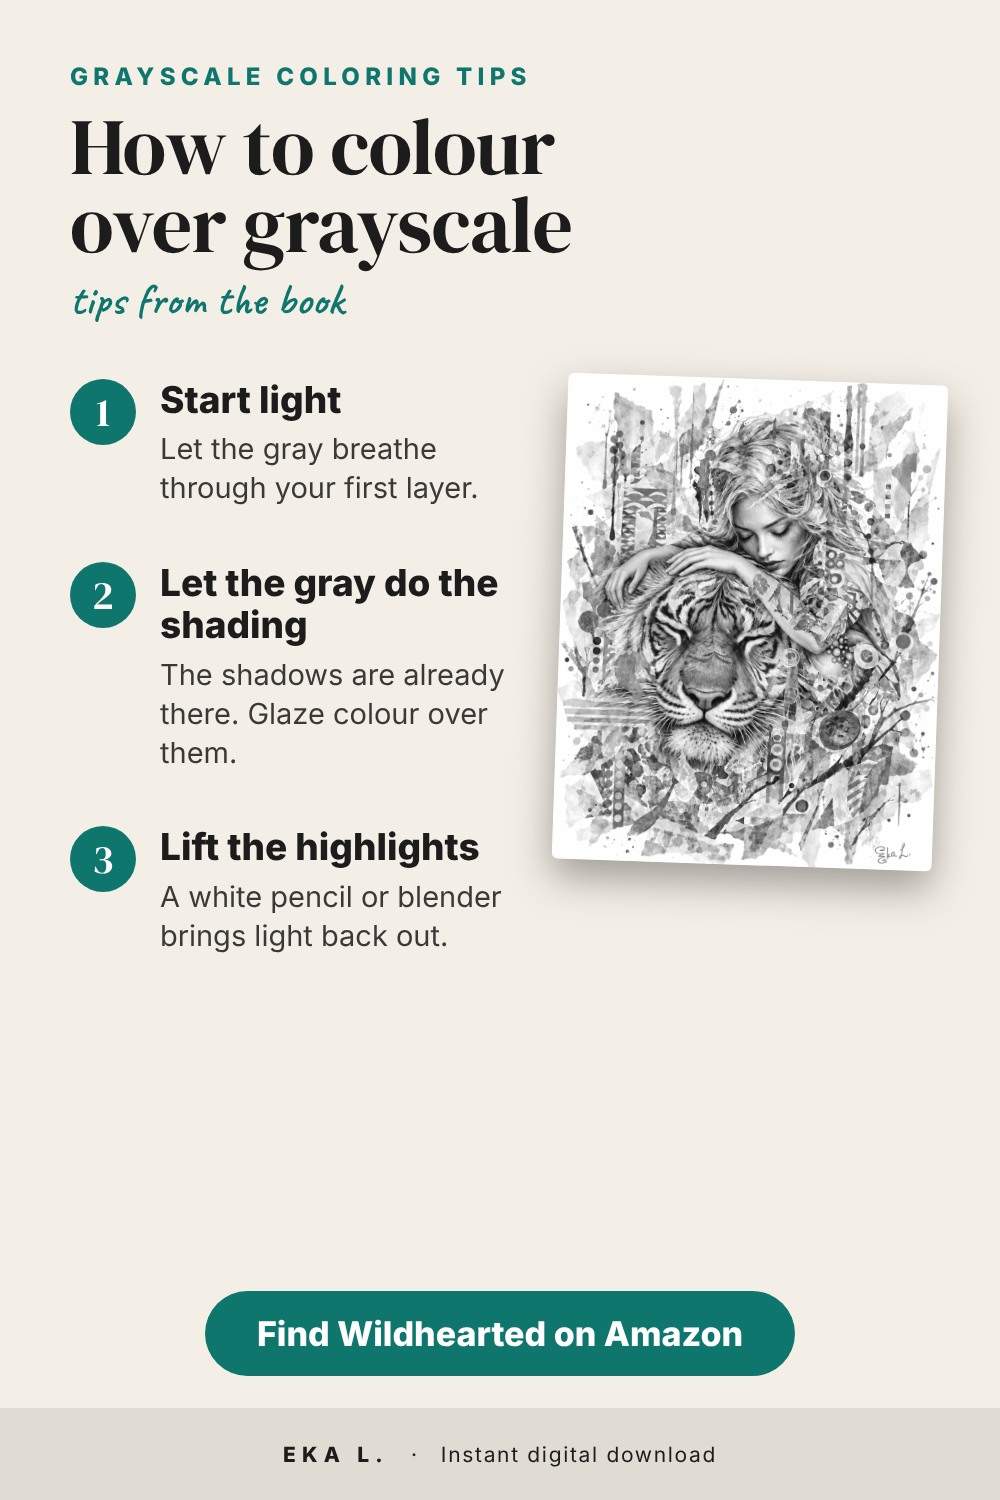 GRAYSCALE COLORING TIPS
How to colour
over grayscale
tips from the book
1
Start light
Let the gray breathe
through your first layer.
2
Let the gray do the
shading
The shadows are already
there. Glaze colour over
them.
3
Lift the highlights
A white pencil or blender
brings light back out.
Eka L.
Find Wildhearted on Amazon
EKA L. · Instant digital download